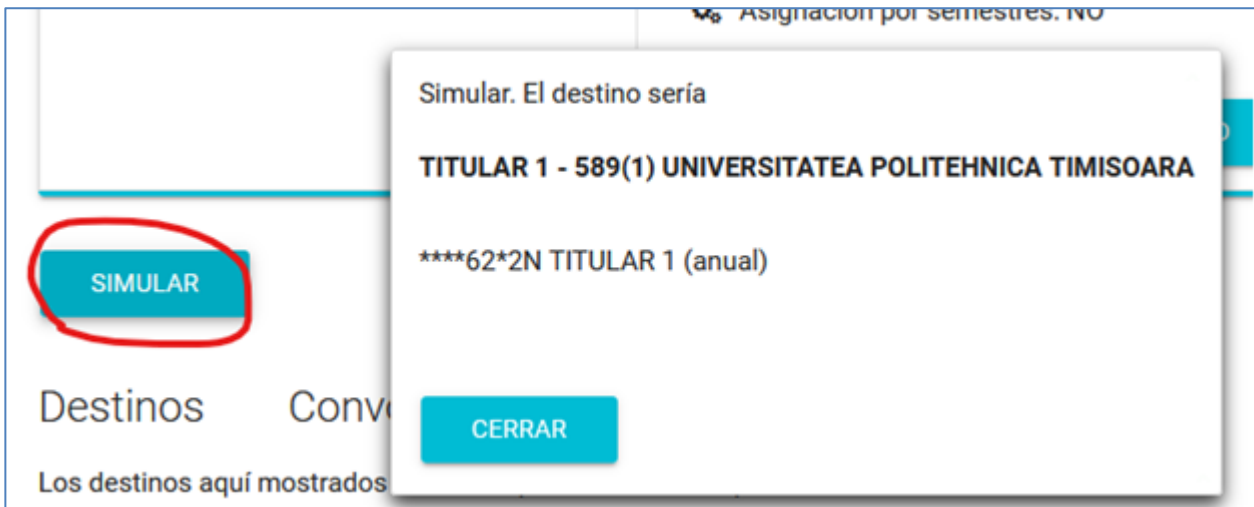 Asignación por semestres: NO
Simular. El destino sería
TITULAR 1 - 589(1) UNIVERSITATEA POLITEHNICA TIMISOARA
****62*2N TITULAR 1 (anual)
CERRAR
SIMULAR
Destinos
Los destinos aquí mostrados